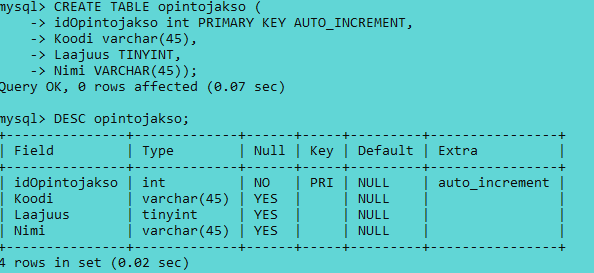 mysql> CREATE TABLE opintojakso (
    -> idOpintojakso int PRIMARY KEY AUTO_INCREMENT,
    -> Koodi varchar(45),
    -> Laajuus TINYINT,
    -> Nimi VARCHAR(45));
Query OK, 0 rows affected (0.07 sec)

mysql> DESC opintojakso;
+---------------+-------------+------+-----+---------+----------------+
| Field         | Type        | Null | Key | Default | Extra          |
+---------------+-------------+------+-----+---------+----------------+
| idOpintojakso | int         | NO   | PRI | NULL    | auto_increment |
| Koodi         | varchar(45) | YES  |     | NULL    |                |
| Laajuus       | tinyint     | YES  |     | NULL    |                |
| Nimi          | varchar(45) | YES  |     | NULL    |                |
+---------------+-------------+------+-----+---------+----------------+
4 rows in set (0.02 sec)